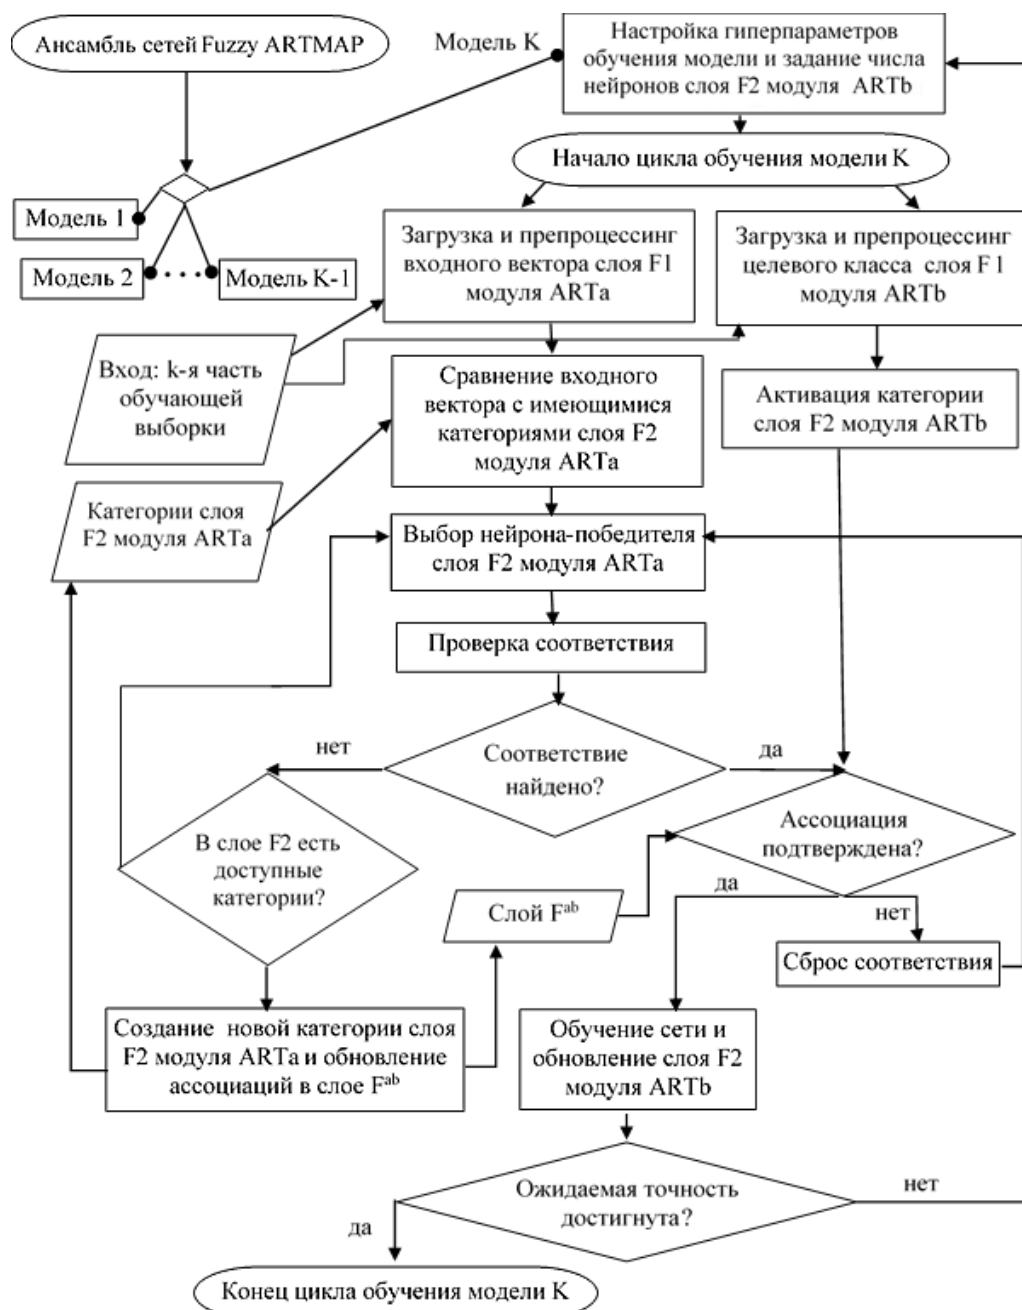 Ансамбль сетей Fuzzy ARTMAP
Модель K
Настройка гиперпараметров
обучения модели и задание числа
нейронов слоя F2 модуля ARTb
Начало цикла обучения модели K
Модель 1
Модель 2
Модель K-1
Загрузка и препроцессинг
входного вектора слоя F1
модуля ARTa
Загрузка и препроцессинг
целевого класса слоя F1
модуля ARTb
Вход: k-я часть
обучающей
выборки
Сравнение входного
вектора с имеющимися
категориями слоя F2
модуля ARTa
Активация категории
слоя F2 модуля ARTb
Категории слоя
F2 модуля ARTa
Выбор нейрона-победителя
слоя F2 модуля ARTa
Проверка соответствия
нет
Соответствие
найдено?
да
В слое F2 есть
доступные
категории?
Ассоциация
подтверждена?
да
нет
Слой F^ab
Сброс соответствия
Создание новой категории слоя
F2 модуля ARTa и обновление
ассоциаций в слое F^ab
Обучение сети и
обновление слоя F2
модуля ARTb
Ожидаемая точность
достигнута?
нет
да
Конец цикла обучения модели K